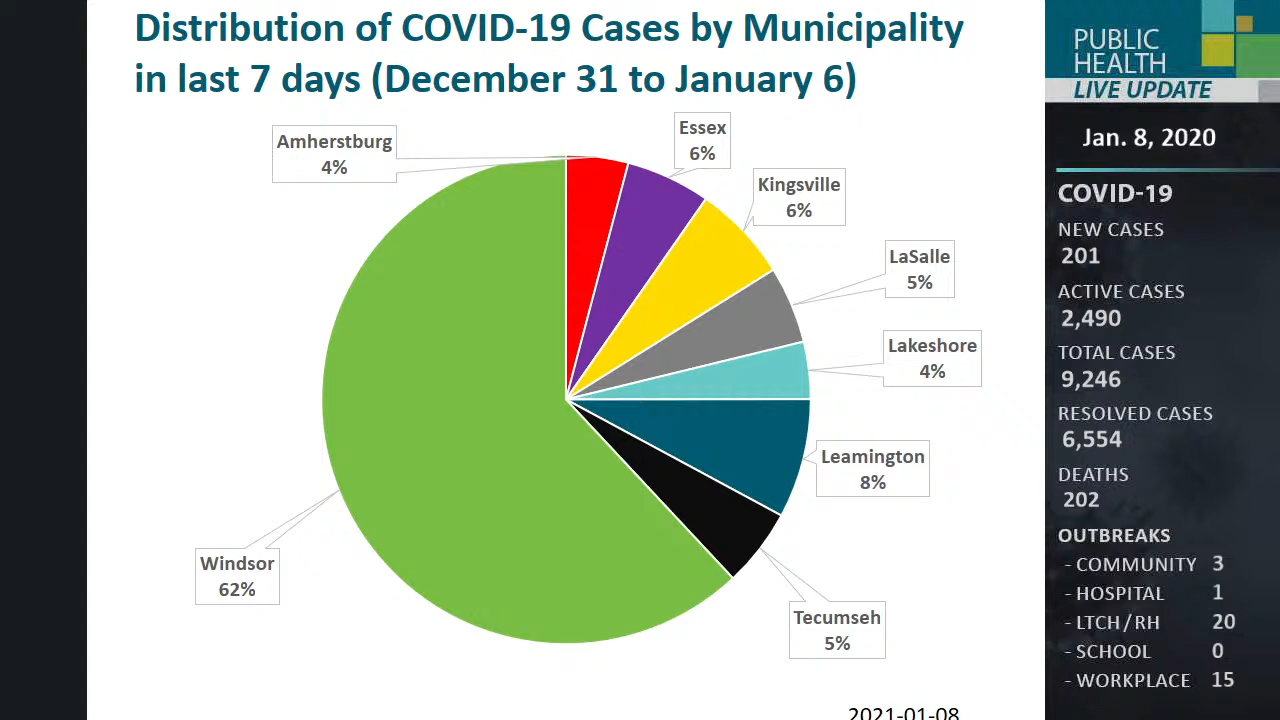 Distribution of COVID-19 Cases by Municipality
in last 7 days (December 31 to January 6)
Amherstburg
4%
Essex
6%
Kingsville
6%
LaSalle
5%
Lakeshore
4%
Leamington
8%
Tecumseh
5%
Windsor
62%
2021-01-08
PUBLIC
HEALTH
LIVE UPDATE
Jan. 8, 2020
COVID-19
NEW CASES
201
ACTIVE CASES
2,490
TOTAL CASES
9,246
RESOLVED CASES
6,554
DEATHS
202
OUTBREAKS
- COMMUNITY 3
- HOSPITAL 1
- LTCH/RH 20
- SCHOOL 0
- WORKPLACE 15